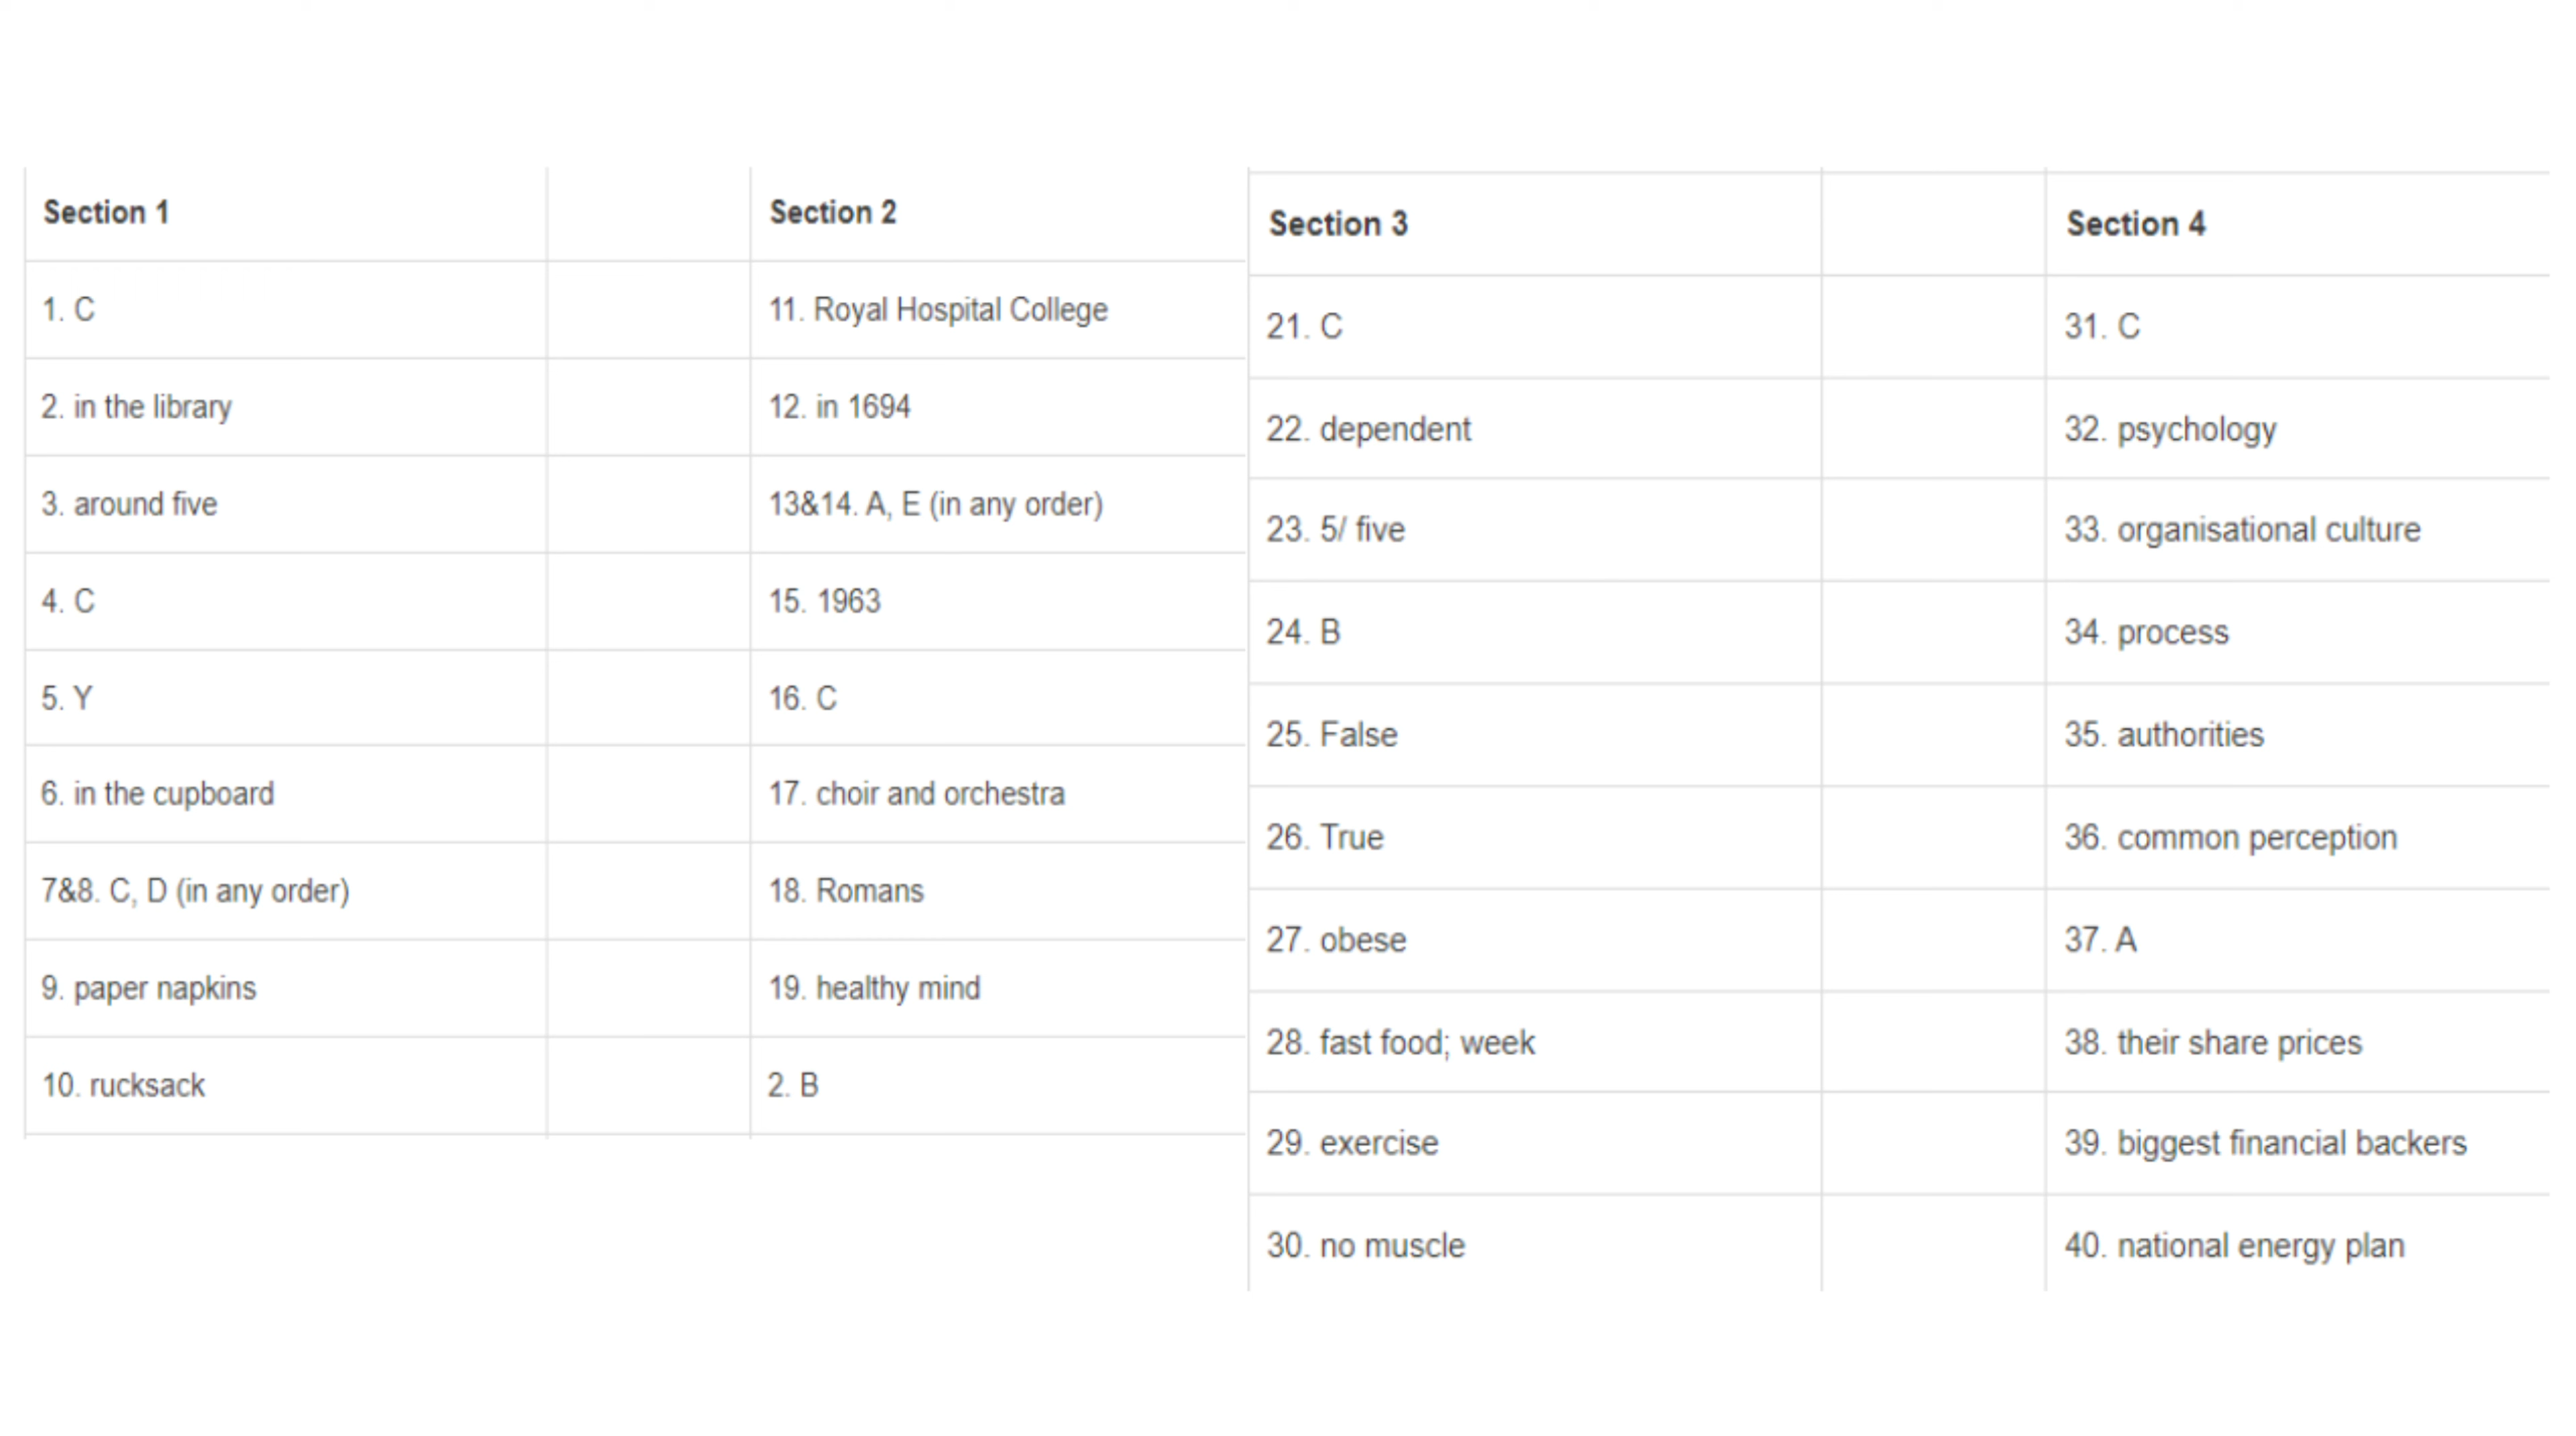 Section 1
1. C
2. in the library
3. around five
4. C
5. Y
6. in the cupboard
7&8. C, D (in any order)
9. paper napkins
10. rucksack
Section 2
11. Royal Hospital College
12. in 1694
13&14. A, E (in any order)
15. 1963
16. C
17. choir and orchestra
18. Romans
19. healthy mind
2. B
Section 3
21. C
22. dependent
23. 5/ five
24. B
25. False
26. True
27. obese
28. fast food; week
29. exercise
30. no muscle
Section 4
31. C
32. psychology
33. organisational culture
34. process
35. authorities
36. common perception
37. A
38. their share prices
39. biggest financial backers
40. national energy plan